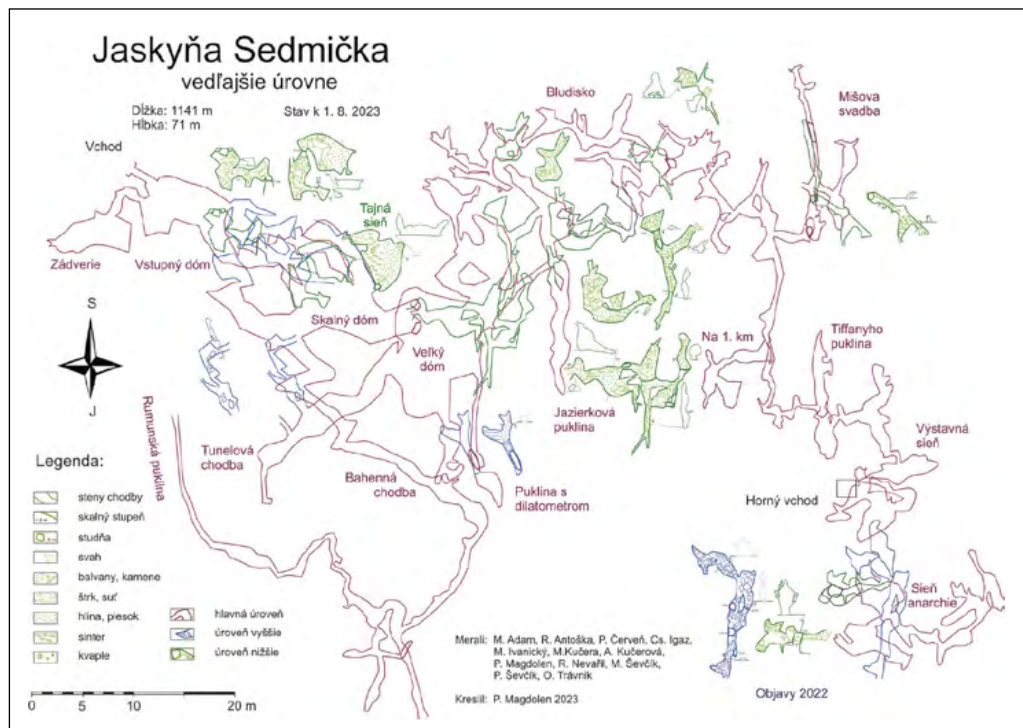 Jaskyňa Sedmička
vedľajšie úrovne
Dĺžka: 1141 m
Hĺbka: 71 m
Stav k 1. 8. 2023
Vchod
Bludisko
Mišova
svadba
Tajná
sieň
Zádverie
Vstupný dóm
Skalný dóm
Veľký
dóm
Na 1. km
Tiffanyho
puklina
S
J
Jazierková
puklina
Výstavná
sieň
Rumunská puklina
Tunelová
chodba
Bahenná
chodba
Puklina s
dilatometrom
Horný vchod
Sieň
anarchie
Objavy 2022
Legenda:
steny chodby
skalný stupeň
studňa
svah
balvany, kamene
štrk, suť
hlina, piesok
sinter
kvaple
hlavná úroveň
úroveň vyššie
úroveň nižšie
0 10 20 m
Merali: M. Adam, R. Antoška, P. Červeň, Cs. Igaz,
M. Ivanický, M.Kučera, A. Kučerová,
P. Magdolen, R. Nevařil, M. Ševčík,
P. Ševčík, O. Trávnik
Kreslil: P. Magdolen 2023